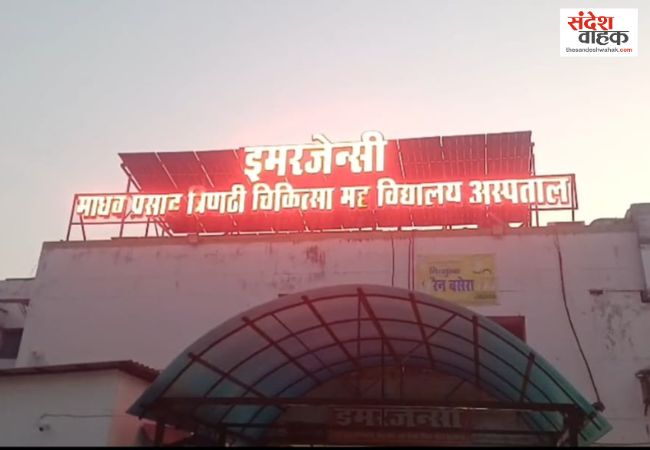 संदेश
वाहक
thesandeshwahak.com
इमरजेन्सी
माधव प्रसाद त्रिपाठी चिकित्सा महाविद्यालय अस्पताल
निःशुल्क
रैन बसेरा
इमरजेन्सी